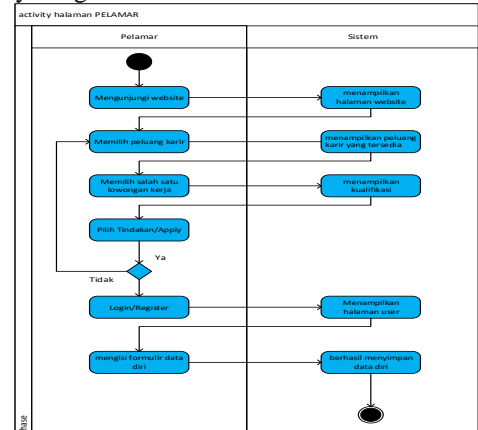 activity halaman PELAMAR
Pelamar
Sistem
Mengunjungi website
menampilkan
halaman website
Memilih peluang karir
menampilkan peluang
karir yang tersedia
Memilih salah satu
lowongan kerja
menampilkan
kualifikasi
Pilih Tindakan/Apply
Ya
Tidak
Login/Register
Menampilkan
halaman user
mengisi formulir data
diri
berhasil menyimpan
data diri